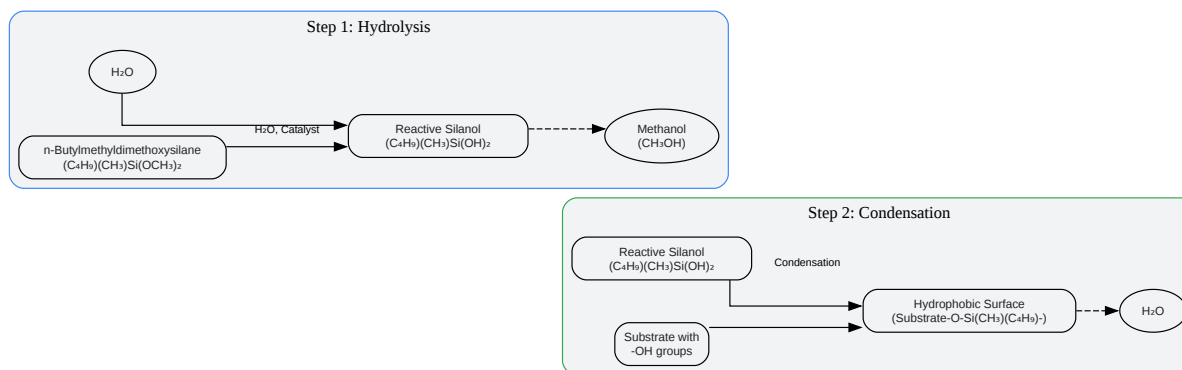 Step 1: Hydrolysis
H₂O
H₂O, Catalyst
n-Butylmethyldimethoxysilane
(C₄H₉)(CH₃)Si(OCH₃)₂
Reactive Silanol
(C₄H₉)(CH₃)Si(OH)₂
Methanol
(CH₃OH)
Step 2: Condensation
Reactive Silanol
(C₄H₉)(CH₃)Si(OH)₂
Condensation
Substrate with
-OH groups
Hydrophobic Surface
(Substrate-O-Si(CH₃)(C₄H₉)-)
H₂O